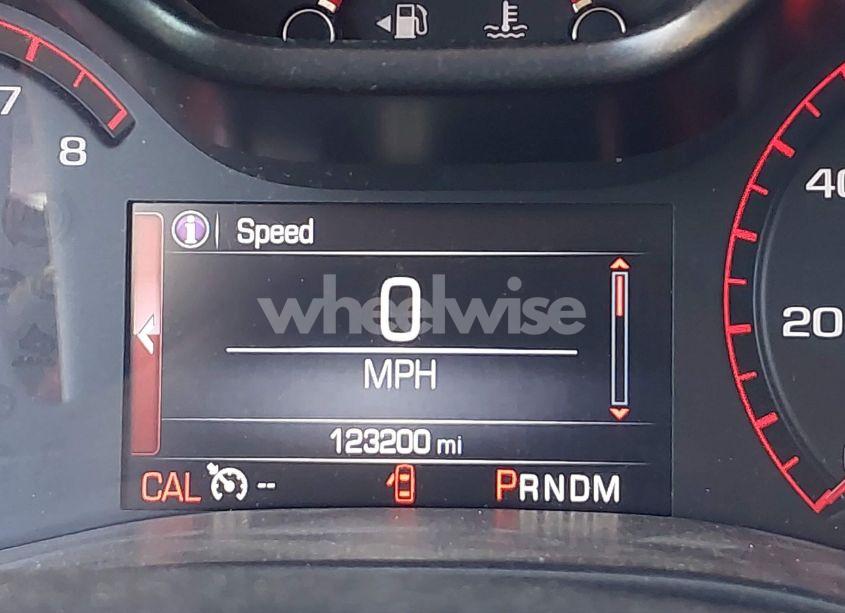 7
8
40
Speed
0
wheelwise
MPH
20
123200 mi
CAL -- PRNDM